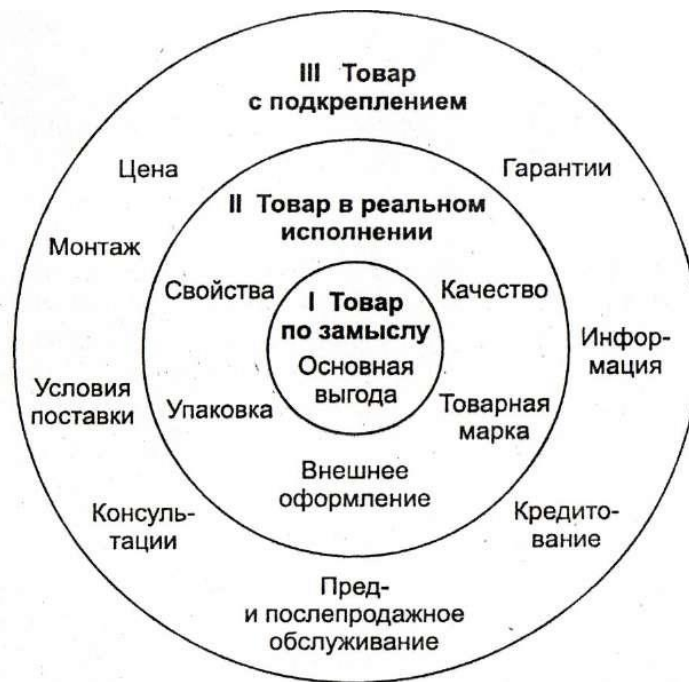 III Товар
с подкреплением
Цена
Гарантии
II Товар в реальном
исполнении
Монтаж
Свойства
Качество
I Товар
по замыслу
Основная
выгода
Инфор-
мация
Условия
поставки
Упаковка
Товарная
марка
Внешнее
оформление
Консуль-
тации
Кредито-
вание
Пред-
и послепродажное
обслуживание